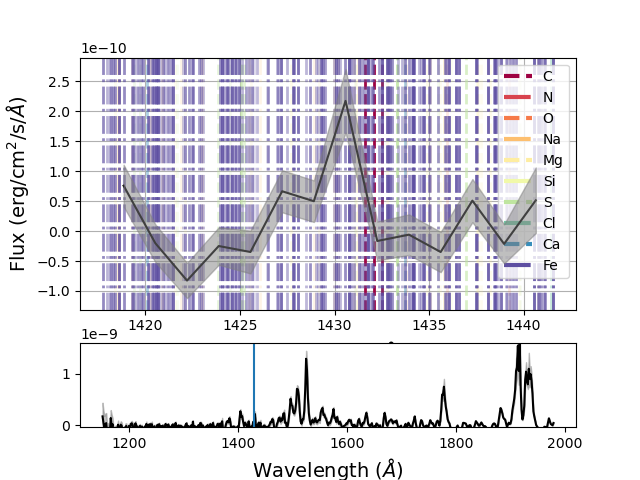 1e−10
Flux (erg/cm²/s/Å)
2.5
2.0
1.5
1.0
0.5
0.0
−0.5
−1.0
C
N
O
Na
Mg
Si
S
Cl
Ca
Fe
1420
1425
1430
1435
1440
1e−9
1
0
1200
1400
1600
1800
2000
Wavelength (Å)